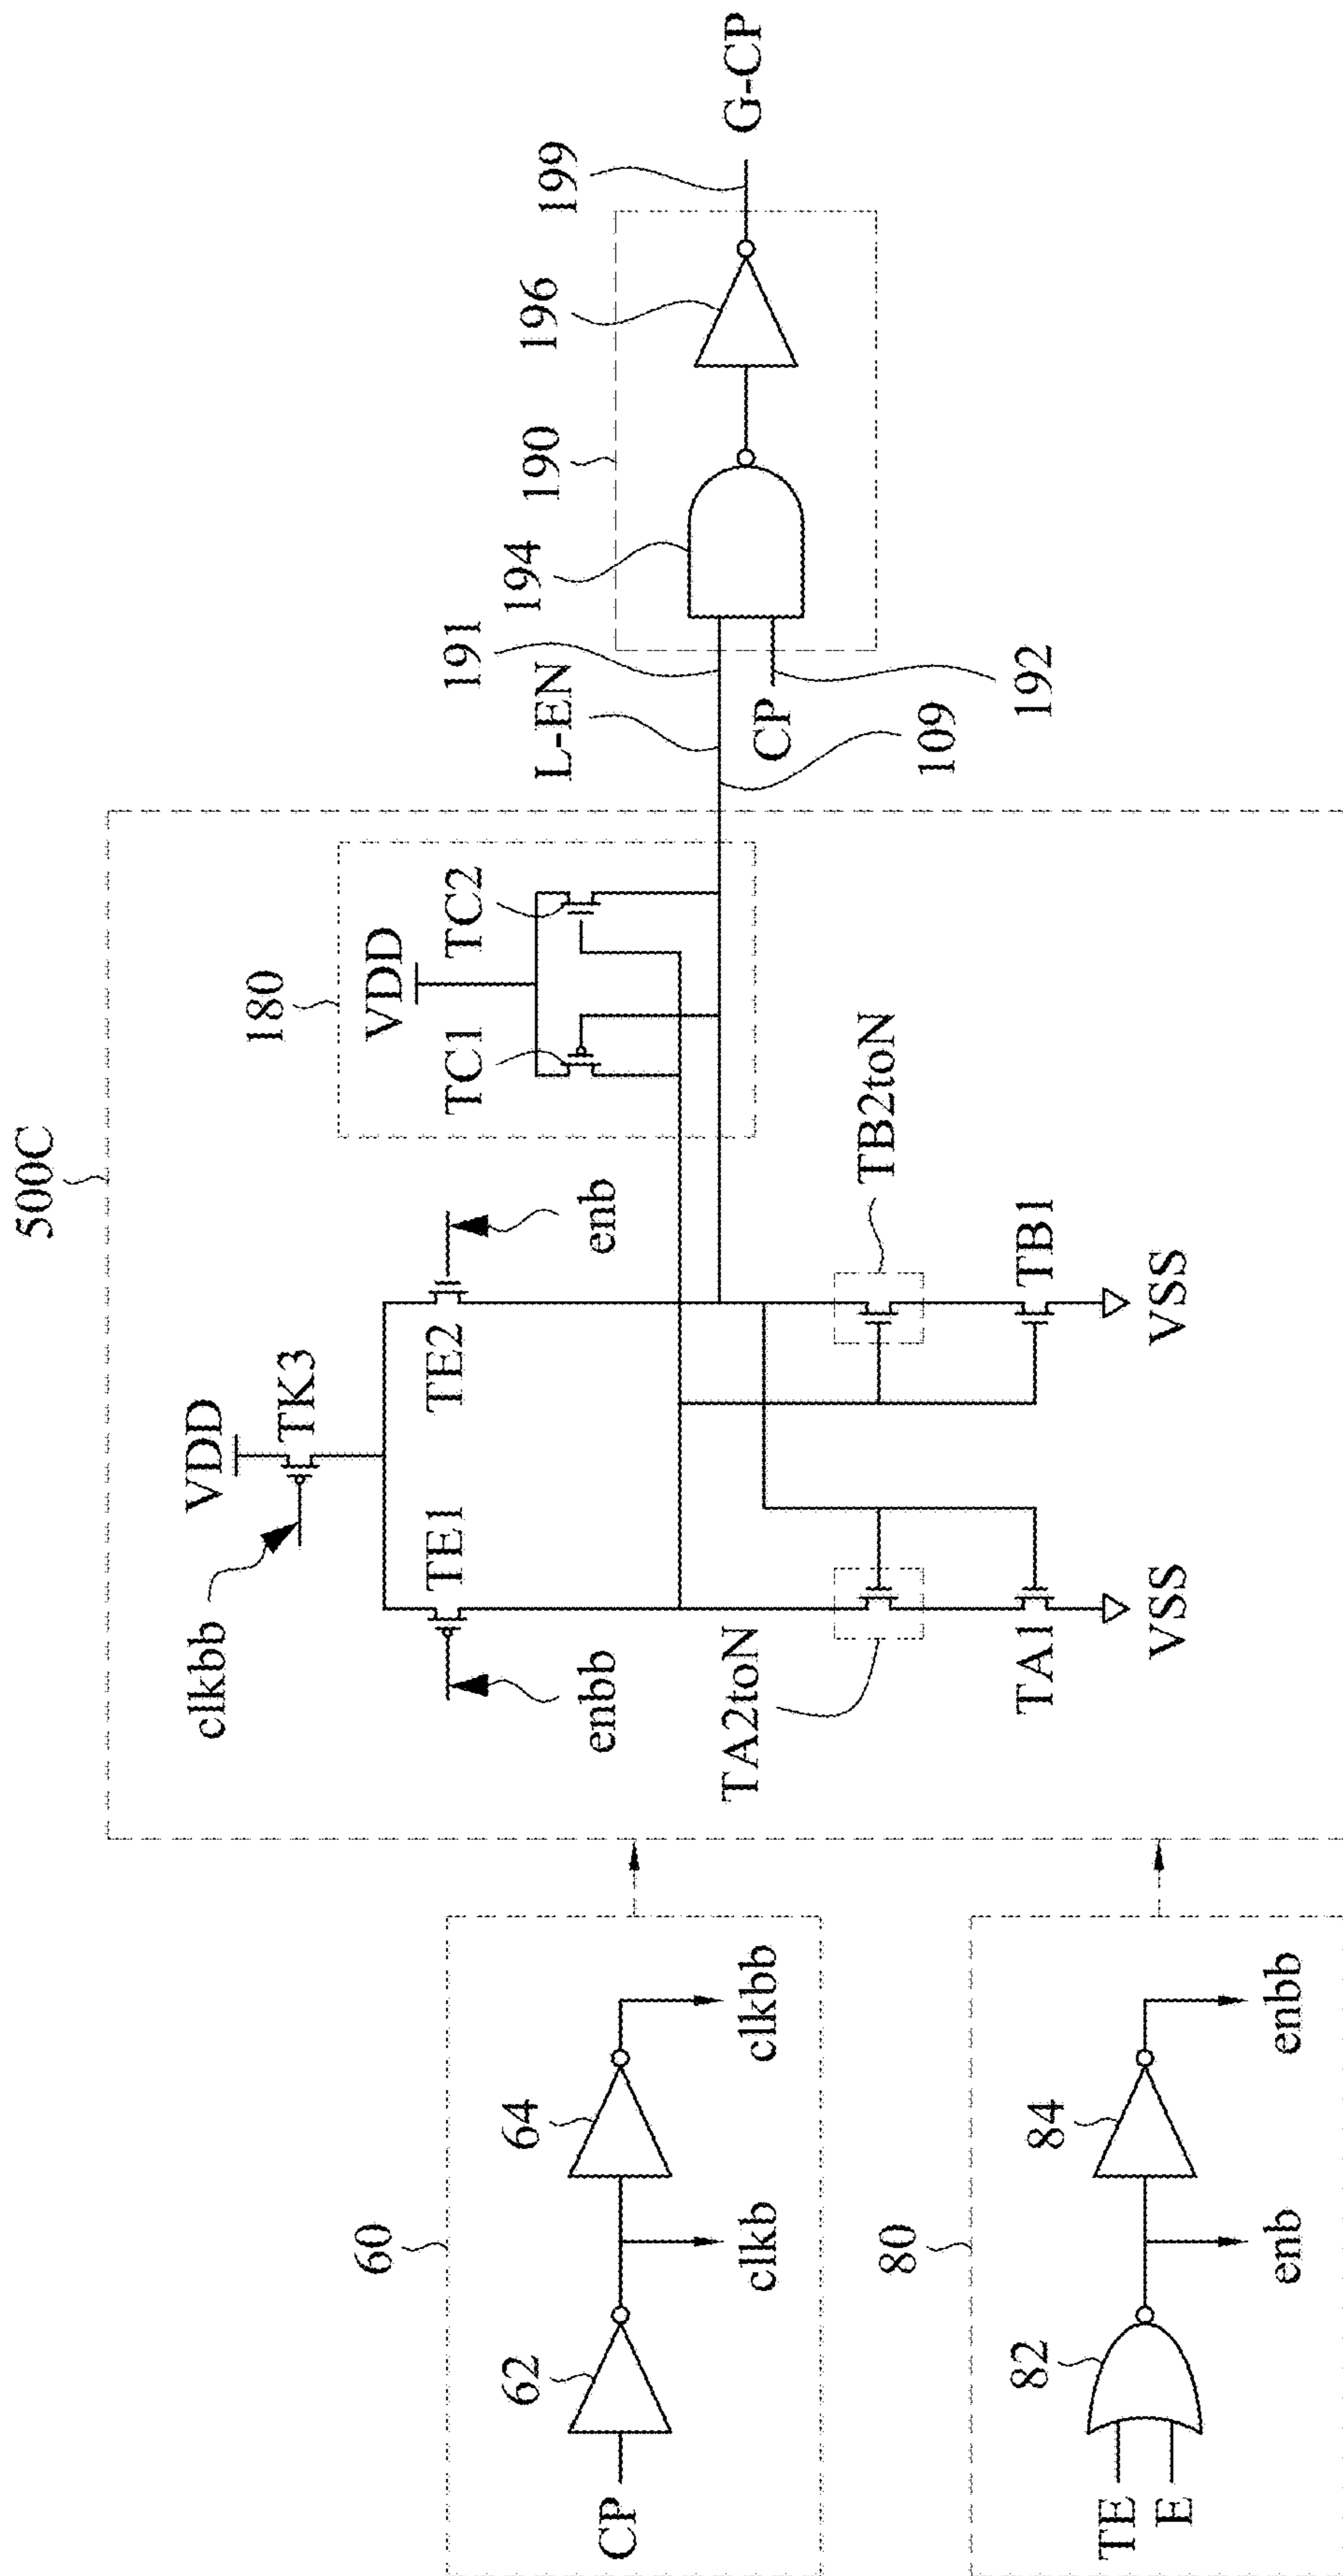 500C
60
62
64
CP
clkb
clkbb
80
82
84
TE
E
enb
enbb
VDD
clkbb
TK3
TE1
TE2
enbb
enb
TA2toN
TB2toN
TA1
TB1
VSS
VSS
180
VDD
TC1
TC2
L-EN
191
109
CP
192
190
194
196
199
G-CP